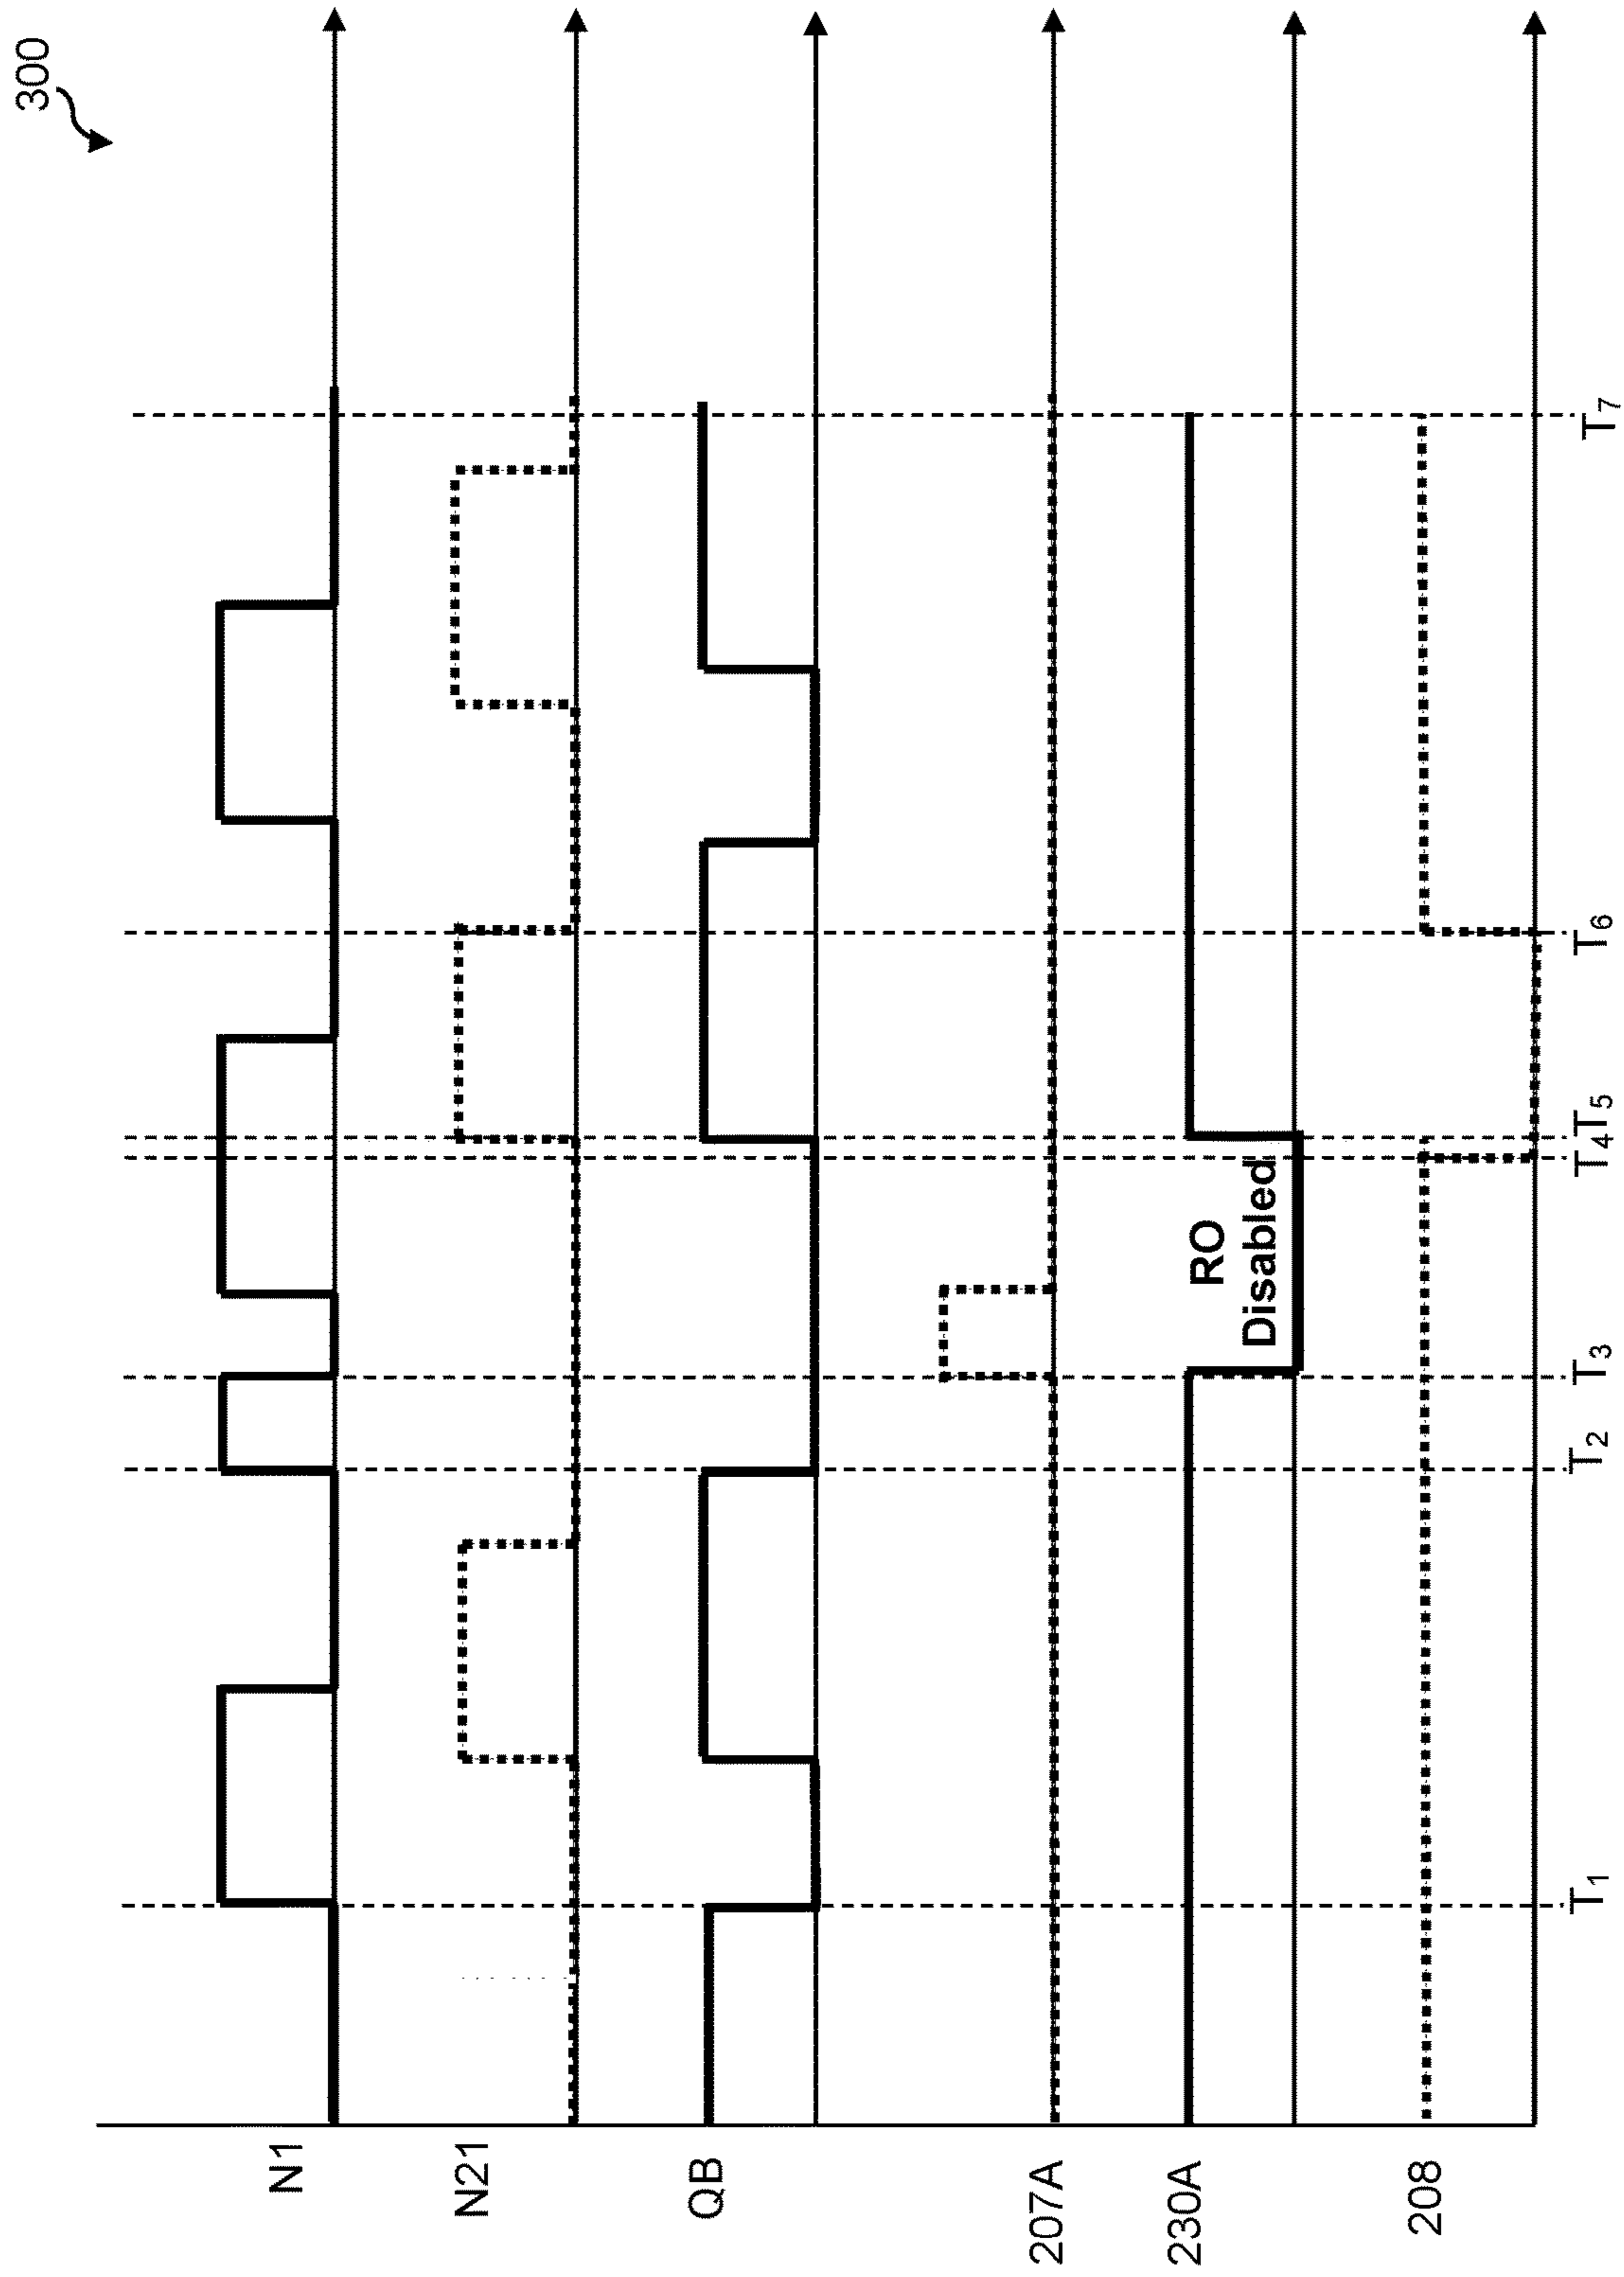 300
N1
N21
QB
207A
230A
RO
Disabled
208
T1
T2
T3
T4
T5
T6
T7